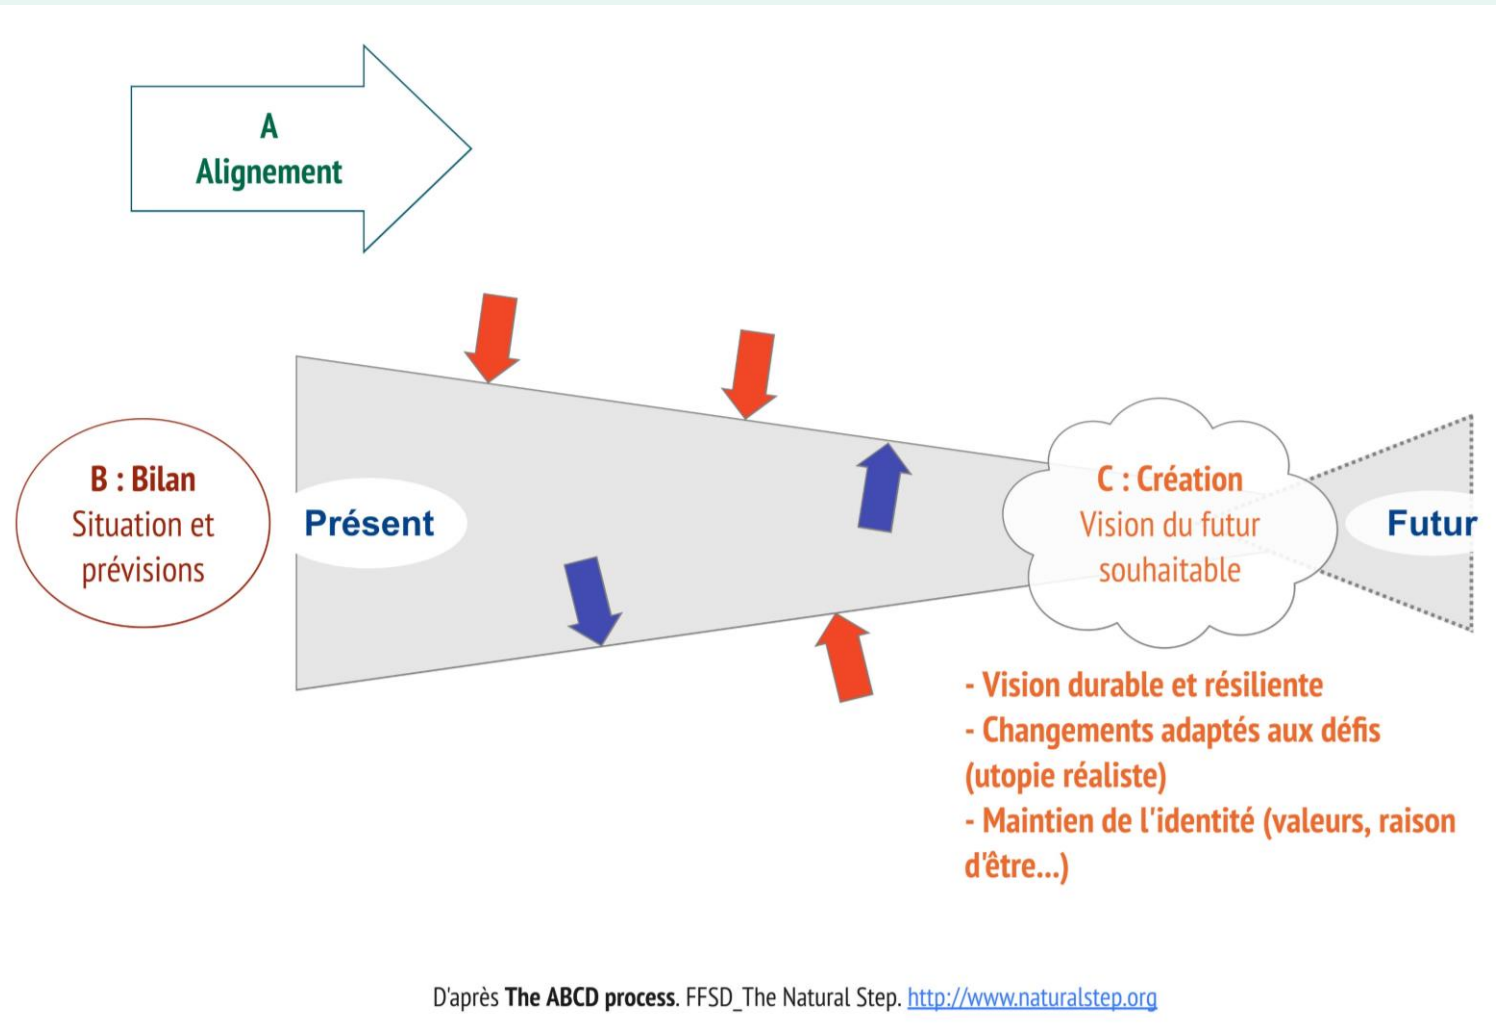 A
Alignement
B : Bilan
Situation et
prévisions
Présent
C : Création
Vision du futur
souhaitable
Futur
- Vision durable et résiliente
- Changements adaptés aux défis
(utopie réaliste)
- Maintien de l'identité (valeurs, raison
d'être...)
D'après The ABCD process. FFSD_The Natural Step. http://www.naturalstep.org